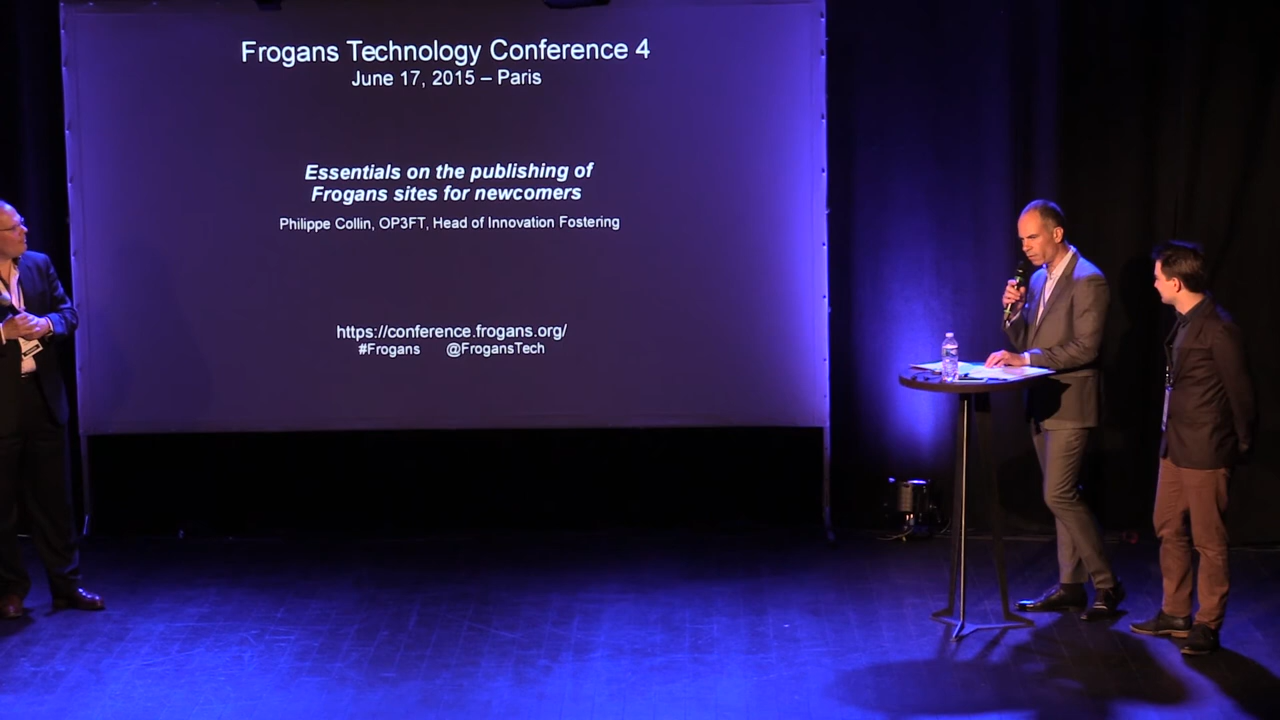 Frogans Technology Conference 4
June 17, 2015 – Paris
Essentials on the publishing of
Frogans sites for newcomers
Philippe Collin, OP3FT, Head of Innovation Fostering
https://conference.frogans.org/
#Frogans @FrogansTech